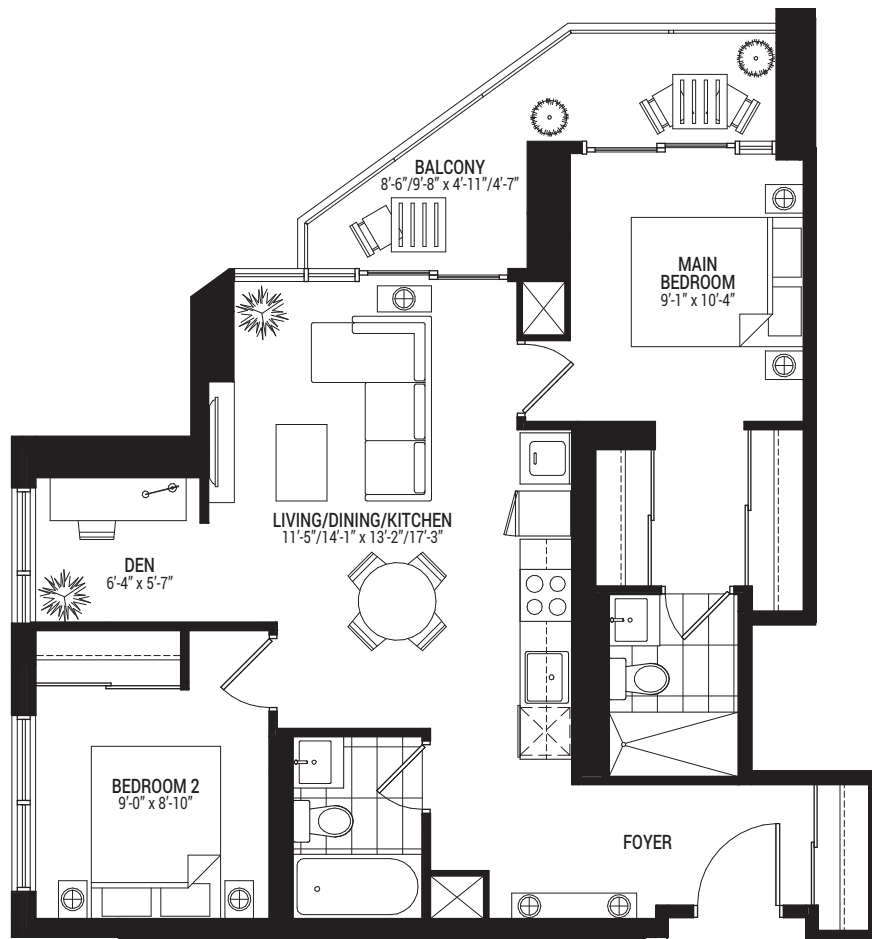 BALCONY
8'-6"/9'-8" x 4'-11"/4'-7"
MAIN
BEDROOM
9'-1" x 10'-4"
LIVING/DINING/KITCHEN
11'-5"/14'-1" x 13'-2"/17'-3"
DEN
6'-4" x 5'-7"
BEDROOM 2
9'-0" x 8'-10"
FOYER